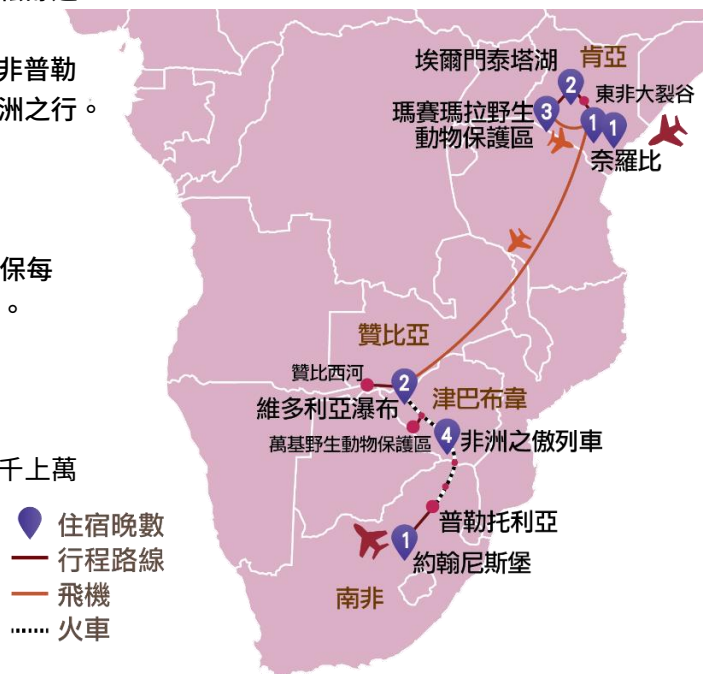 非普勒
洲之行。
保每
。
千上萬
埃爾門泰塔湖
肯亞
2
東非大裂谷
3
瑪賽瑪拉野生
動物保護區
1
1
奈羅比
贊比亞
贊比西河
2
維多利亞瀑布
津巴布韋
萬基野生動物保護區
4
非洲之傲列車
普勒托利亞
1
約翰尼斯堡
南非
住宿晚數
行程路線
飛機
火車